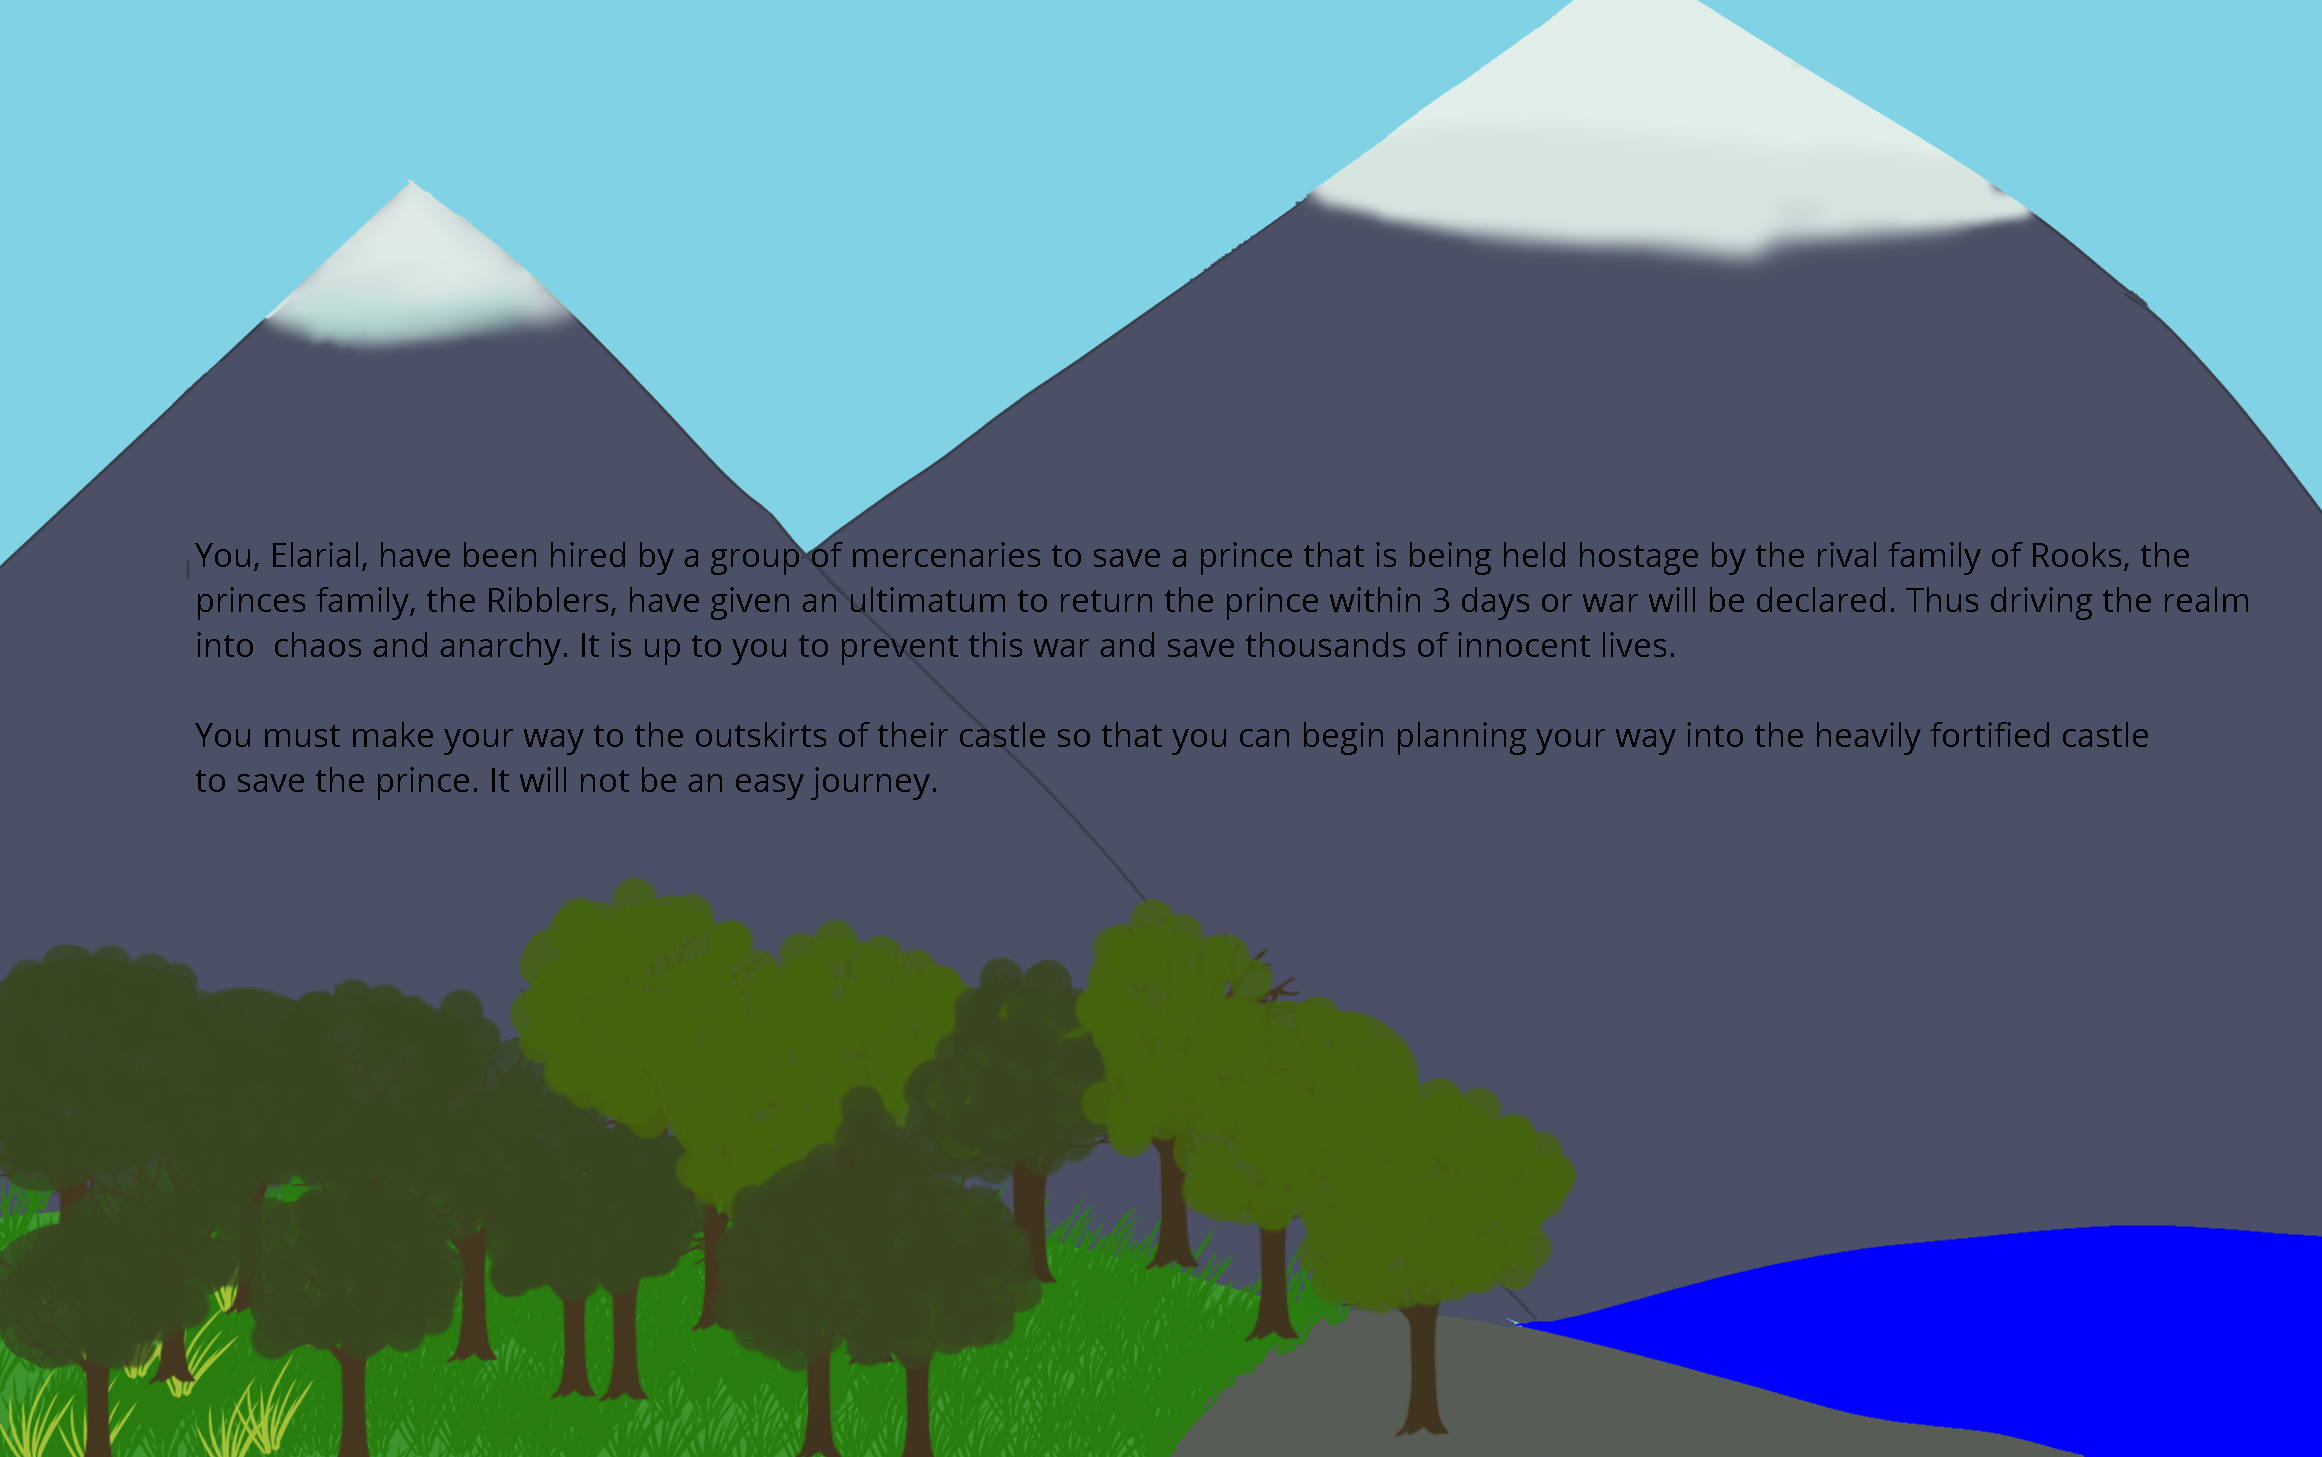 You, Elarial, have been hired by a group of mercenaries to save a prince that is being held hostage by the rival family of Rooks, the
princes family, the Ribblers, have given an ultimatum to return the prince within 3 days or war will be declared. Thus driving the realm
into  chaos and anarchy. It is up to you to prevent this war and save thousands of innocent lives.
You must make your way to the outskirts of their castle so that you can begin planning your way into the heavily fortified castle
to save the prince. It will not be an easy journey.